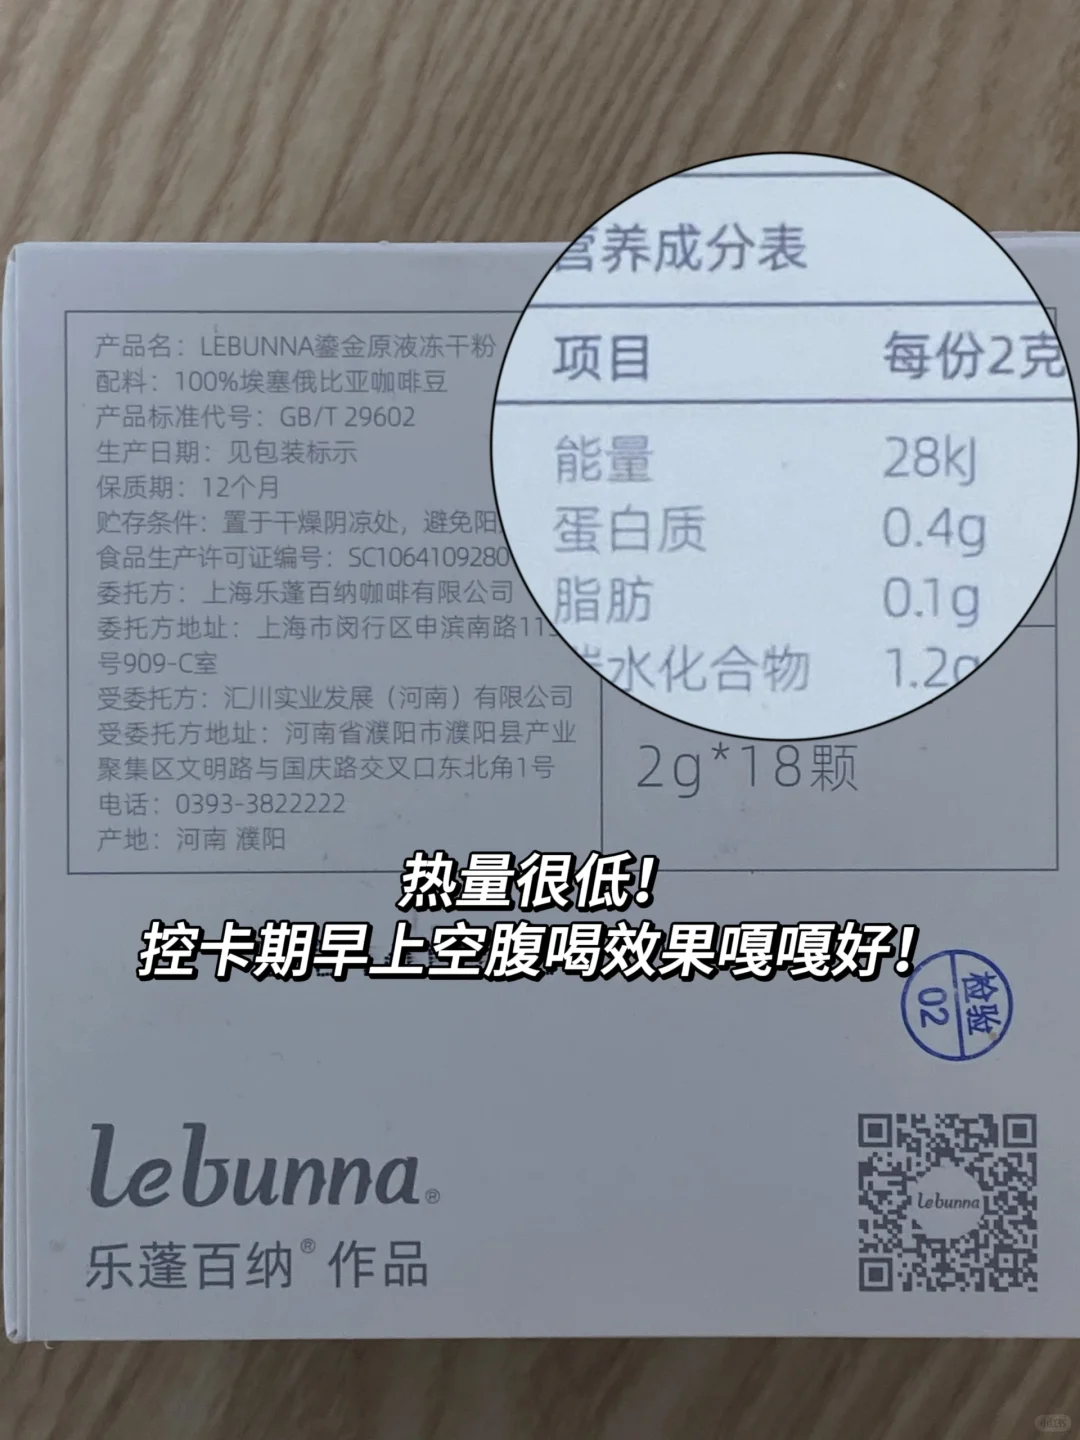 产品名：LEBUNNA鎏金原液冻干粉
配料：100%埃塞俄比亚咖啡豆
产品标准代号：GB/T 29602
生产日期：见包装标示
保质期：12个月
贮存条件：置于干燥阴凉处，避免阳
食品生产许可证编号：SC1064109280
委托方：上海乐蓬百纳咖啡有限公司
委托方地址：上海市闵行区申滨南路
号909-C室
受委托方：汇川实业发展（河南）有限公司
受委托方地址：河南省濮阳市濮阳县产业
聚集区文明路与国庆路交叉口东北角1号
电话：0393-3822222
产地：河南 濮阳
营养成分表
项目 每份2克
能量 28kJ
蛋白质 0.4g
脂肪 0.1g
水化合物 1.2g
2g*18颗
热量很低！
控卡期早上空腹喝效果嘎嘎好！
检验
02
lebunna®
乐蓬百纳®作品
lebunna